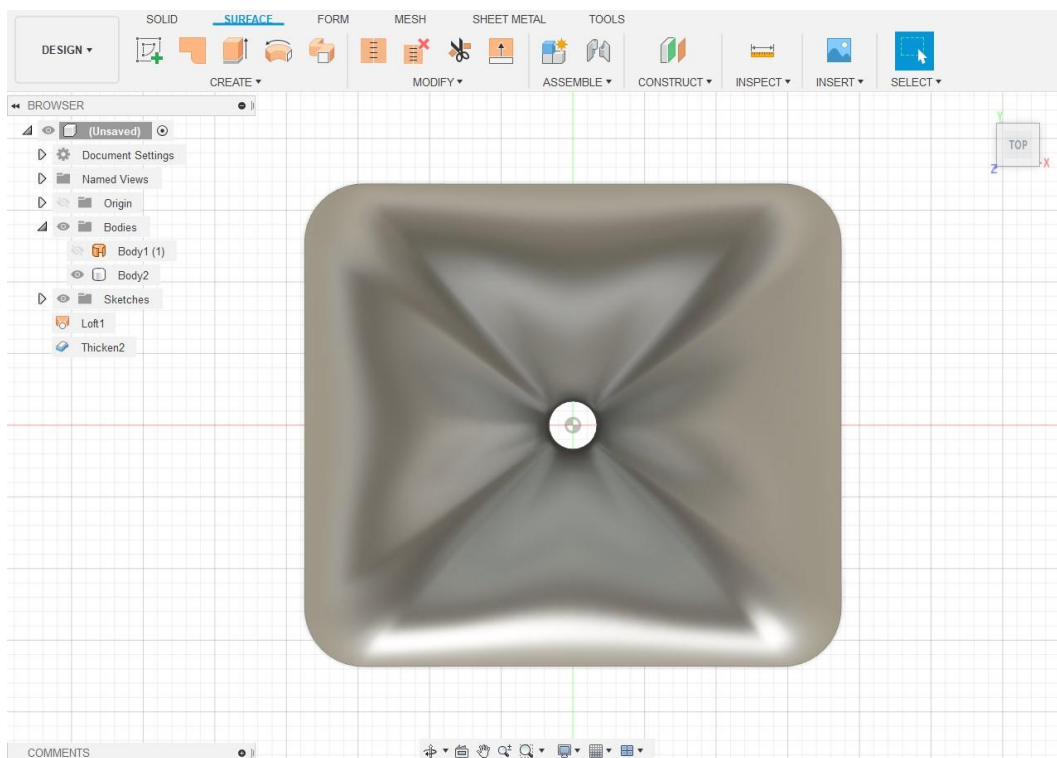 SOLID SURFACE FORM MESH SHEET METAL TOOLS
DESIGN ▾
CREATE ▾ MODIFY ▾ ASSEMBLE ▾ CONSTRUCT ▾ INSPECT ▾ INSERT ▾ SELECT ▾
BROWSER
(Unsaved)
Document Settings
Named Views
Origin
Bodies
Body1 (1)
Body2
Sketches
Loft1
Thicken2
Y
TOP
X
Z
COMMENTS